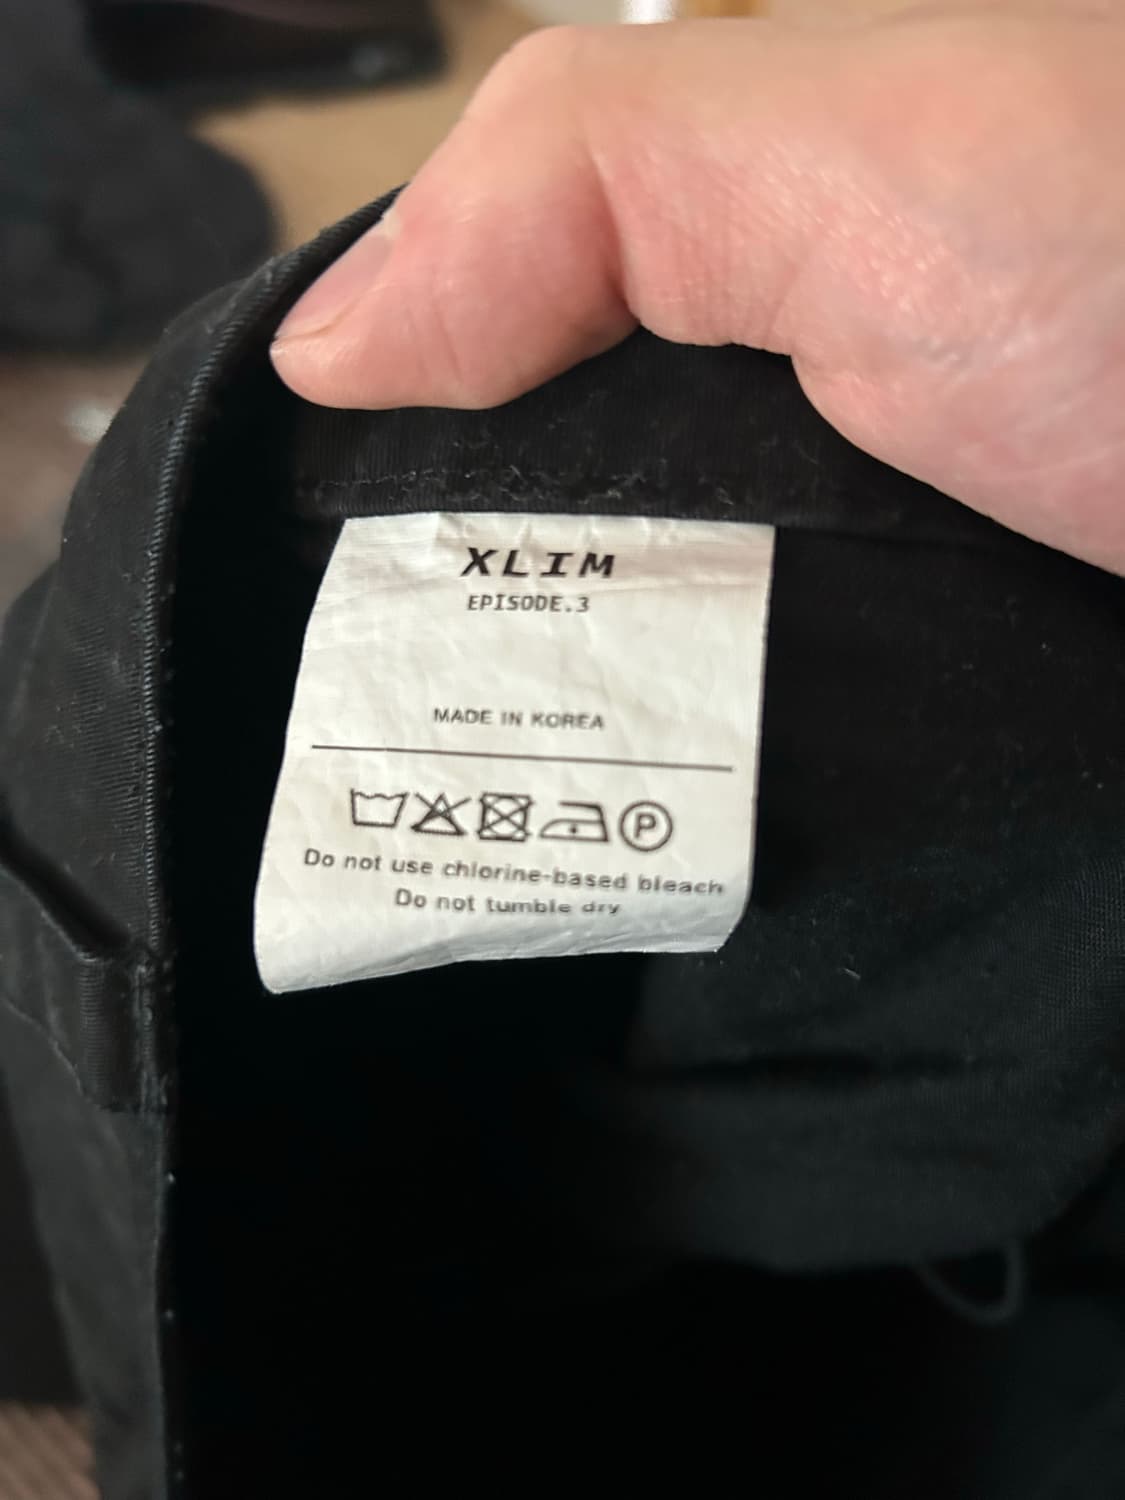 XLIM
EPISODE.3
MADE IN KOREA
P
Do not use chlorine-based bleach
Do not tumble dry